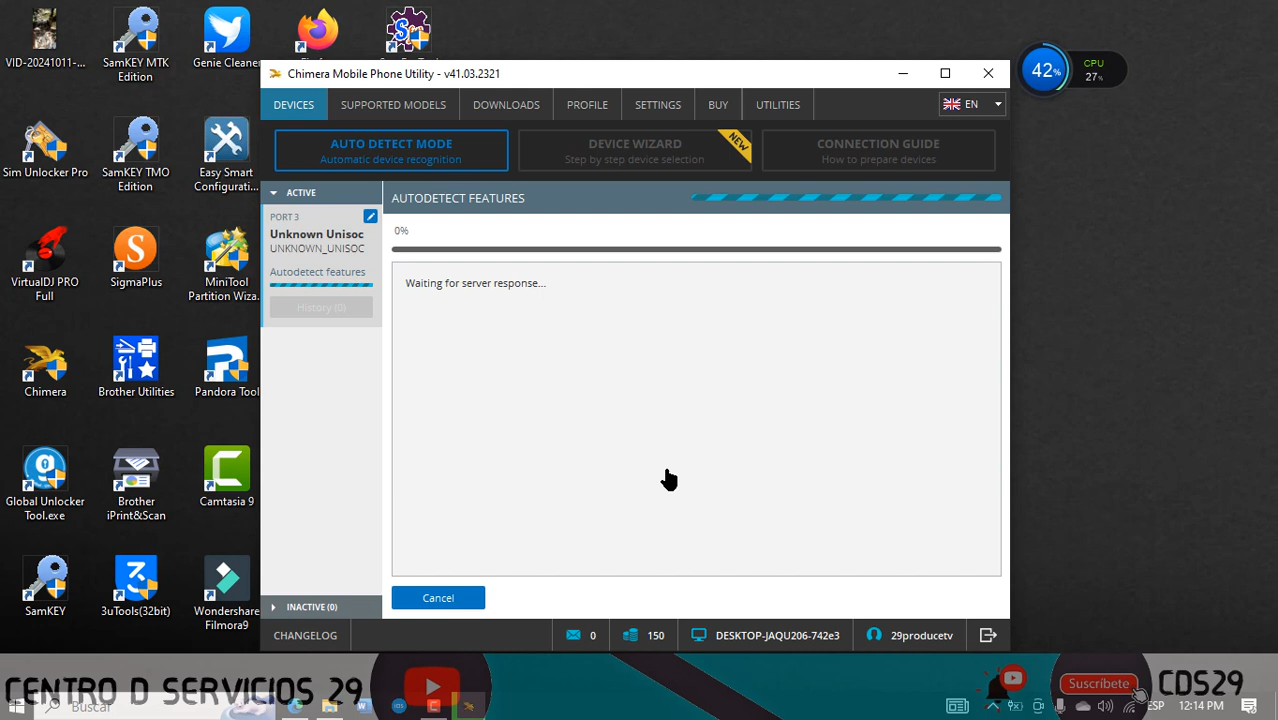 VID-20241011-...
SamKEY MTK
Edition
Genie Cleaner
Chimera Mobile Phone Utility - v41.03.2321
42%
CPU
27%
DEVICES
SUPPORTED MODELS
DOWNLOADS
PROFILE
SETTINGS
BUY
UTILITIES
EN
AUTO DETECT MODE
Automatic device recognition
DEVICE WIZARD
Step by step device selection
NEW
CONNECTION GUIDE
How to prepare devices
ACTIVE
AUTODETECT FEATURES
PORT 3
Unknown Unisoc
UNKNOWN_UNISOC
Autodetect features
History (0)
0%
Waiting for server response...
Cancel
INACTIVE (0)
CHANGELOG
0
150
DESKTOP-JAQU206-742e3
29producetv
Sim Unlocker Pro
SamKEY TMO
Edition
Easy Smart
Configurati...
VirtualDJ PRO
Full
SigmaPlus
MiniTool
Partition Wiza...
Chimera
Brother Utilities
Pandora Tool
Global Unlocker
Tool.exe
Brother
iPrint&Scan
Camtasia 9
SamKEY
3uTools(32bit)
Wondershare
Filmora9
CENTRO D SERVICIOS 29
Suscríbete
CDS29
Buscar
ESP
12:14 PM